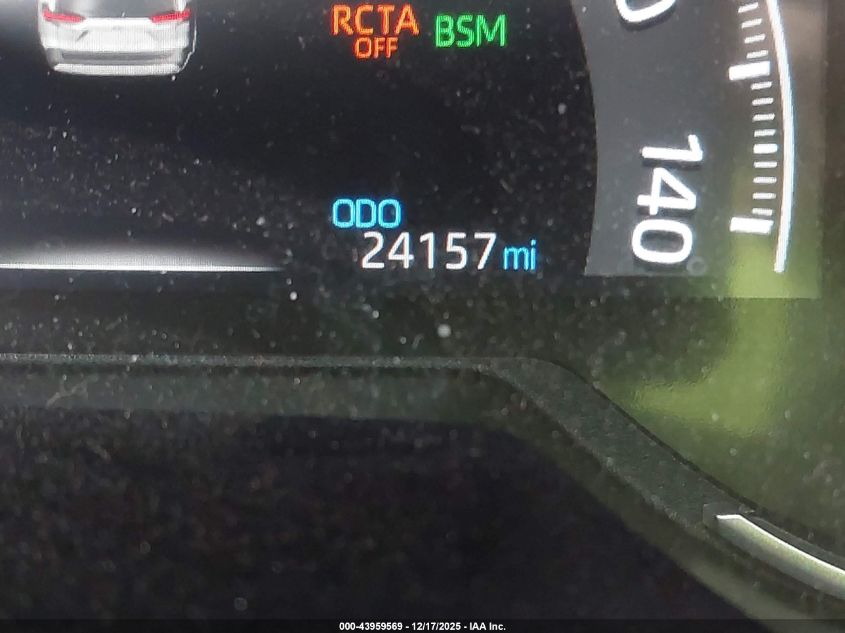 RCTA
OFF
BSM
140
ODO
24157 mi
000-43959569 - 12/17/2025 - IAA Inc.